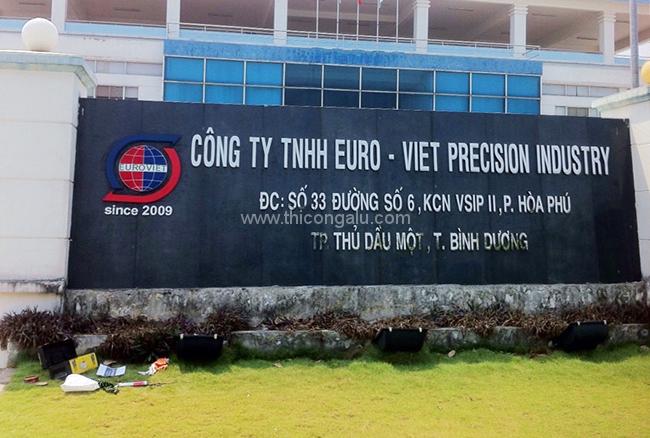 CÔNG TY TNHH EURO - VIET PRECISION INDUSTRY
EUROVIET
since 2009
ĐC: SỐ 33 ĐƯỜNG SỐ 6, KCN VSIP II, P. HÒA PHÚ
www.thicongalu.com
TP. THỦ DẦU MỘT, T. BÌNH DƯƠNG